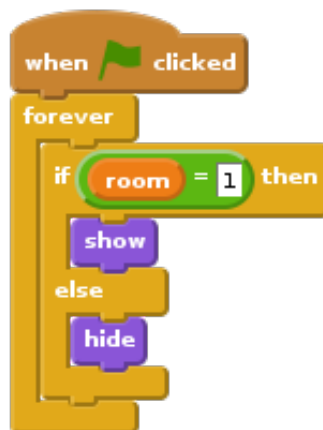 when clicked
forever
if room = 1 then
show
else
hide